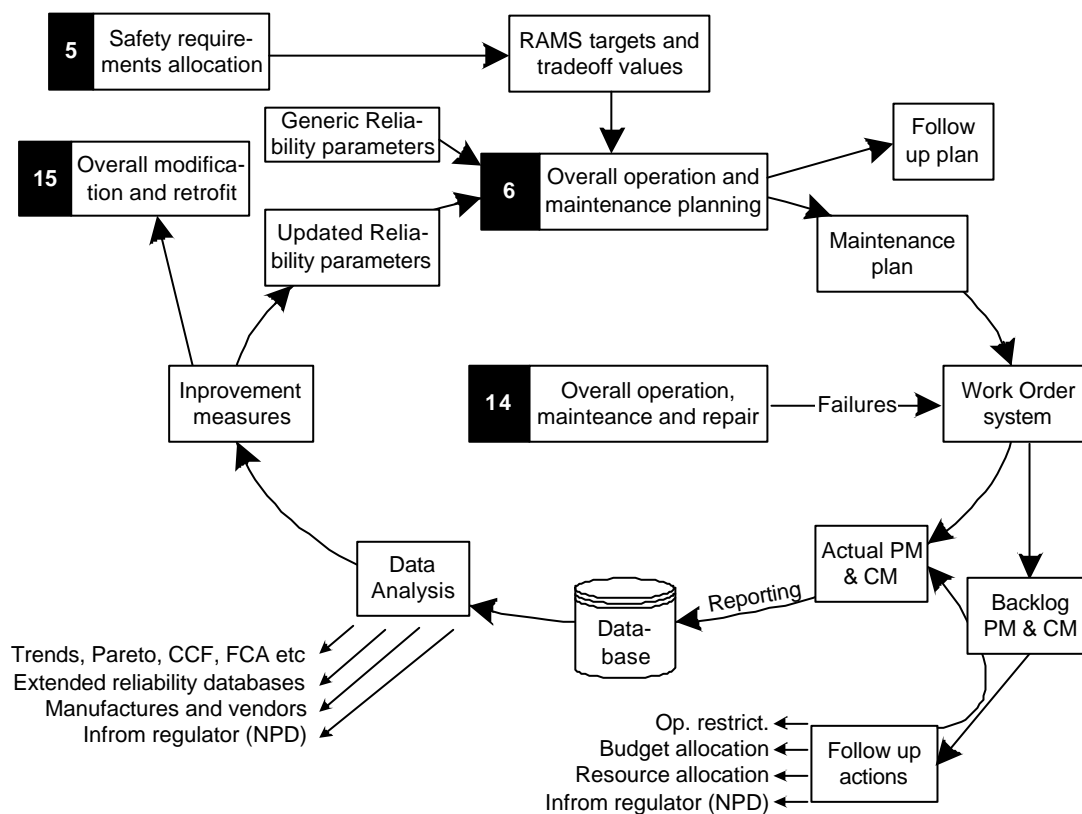 5
Safety require-
ments allocation
RAMS targets and
tradeoff values
Generic Relia-
bility parameters
Follow
up plan
15
Overall modifica-
tion and retrofit
6
Overall operation and
maintenance planning
Updated Relia-
bility parameters
Maintenance
plan
Inprovement
measures
14
Overall operation,
mainteance and repair
Failures
Work Order
system
Data
Analysis
Actual PM
& CM
Reporting
Data-
base
Backlog
PM & CM
Trends, Pareto, CCF, FCA etc
Extended reliability databases
Manufactures and vendors
Infrom regulator (NPD)
Op. restrict.
Budget allocation
Resource allocation
Infrom regulator (NPD)
Follow up
actions